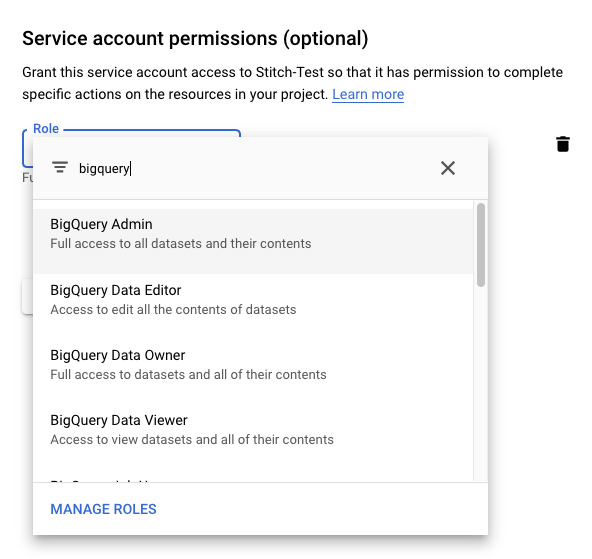 Service account permissions (optional)
Grant this service account access to Stitch-Test so that it has permission to complete
specific actions on the resources in your project. Learn more
Role
bigquery
BigQuery Admin
Full access to all datasets and their contents
BigQuery Data Editor
Access to edit all the contents of datasets
BigQuery Data Owner
Full access to datasets and all of their contents
BigQuery Data Viewer
Access to view datasets and all of their contents
MANAGE ROLES